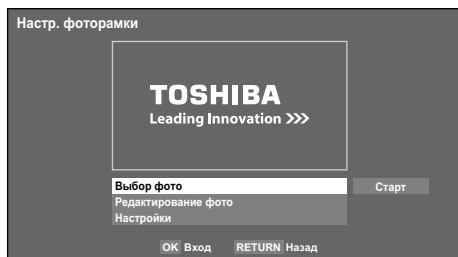 Настр. фоторамки
TOSHIBA
Leading Innovation >>>
Выбор фото Старт
Редактирование фото
Настройки
OK Вход RETURN Назад